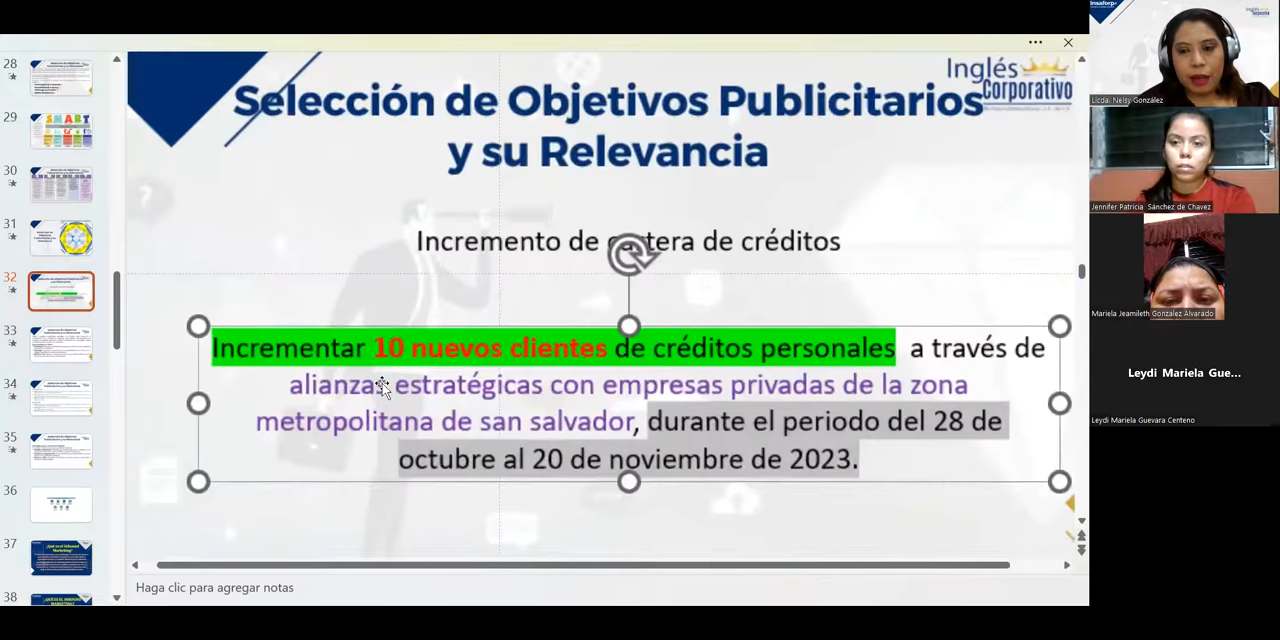 Selección de Objetivos Publicitarios
y su Relevancia
Inglés
Corporativo
Incremento de cartera de créditos
Incrementar 10 nuevos clientes de créditos personales a través de
alianzas estratégicas con empresas privadas de la zona
metropolitana de san salvador, durante el periodo del 28 de
octubre al 20 de noviembre de 2023.
Haga clic para agregar notas
28
29
SMART
30
31
32
33
34
35
36
37
38
Insaforp
Licda. Nelsy González
Jennifer Patricia Sánchez de Chavez
Mariela Jeamileth Gonzalez Alvarado
Leydi Mariela Gue...
Leydi Mariela Guevara Centeno